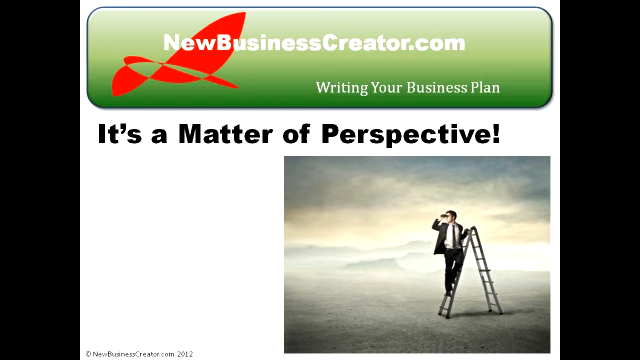 NewBusinessCreator.com
Writing Your Business Plan
It's a Matter of Perspective!
© NewBusinessCreator.com 2012